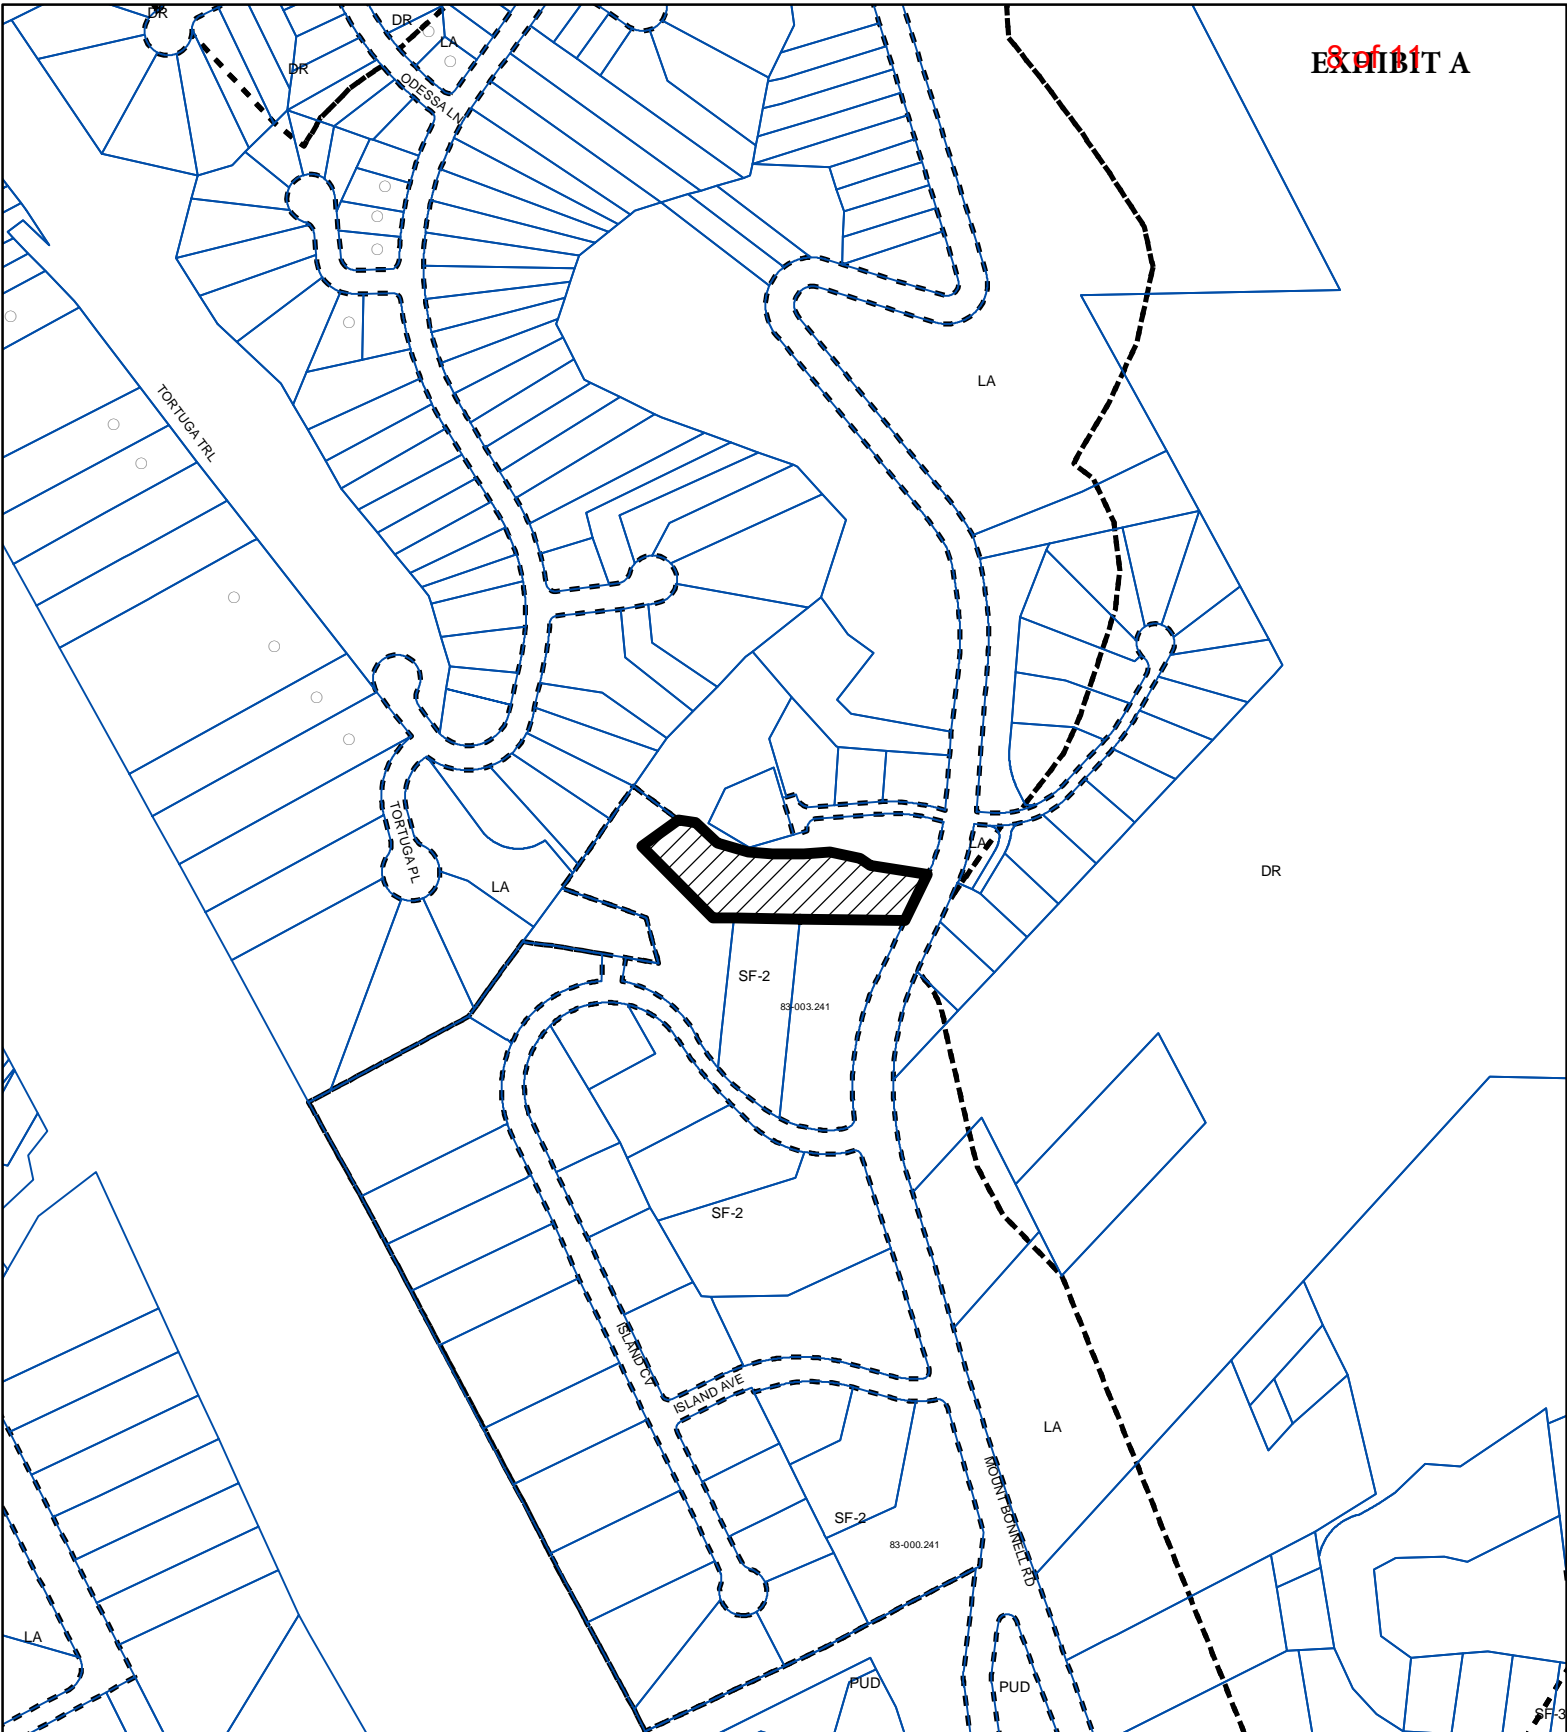 EXHIBIT A
8 of 11
DR
DR
LA
DR
ODESSA LN
LA
TORTUGA TRL
TORTUGA PL
LA
LA
DR
SF-2
83-003.241
SF-2
ISLAND CV
ISLAND AVE
LA
MOUNT BONNELL RD
SF-2
83-000.241
LA
PUD
PUD
SF-3